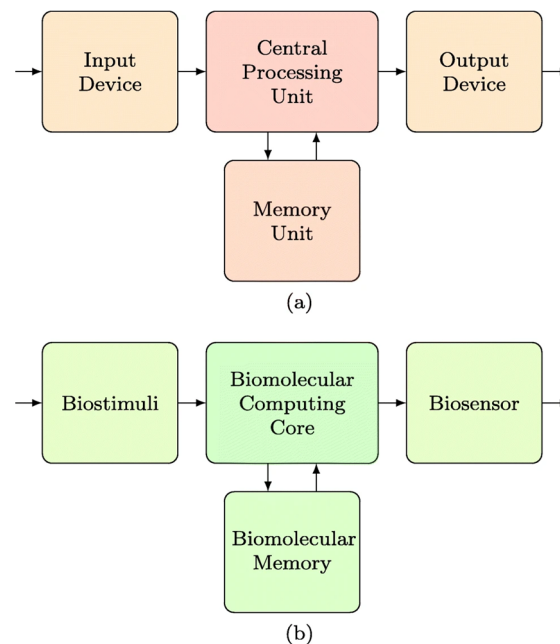 Input
Device
Central
Processing
Unit
Output
Device
Memory
Unit
(a)
Biostimuli
Biomolecular
Computing
Core
Biosensor
Biomolecular
Memory
(b)